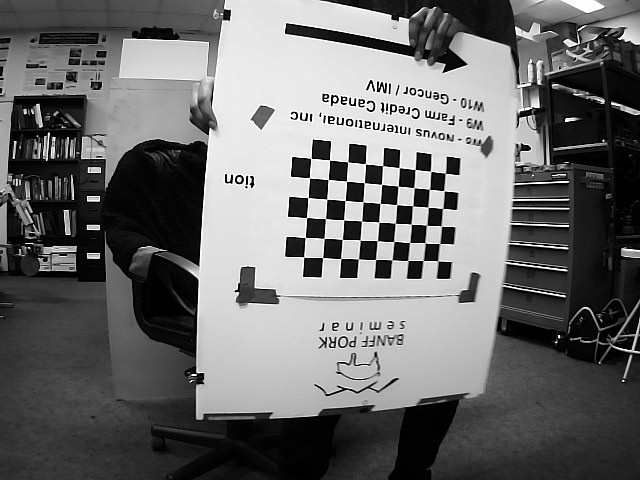 BANFF PORK
seminar
tion
W8 - Novus International, Inc
W9 - Farm Credit Canada
W10 - Gencor / IMV